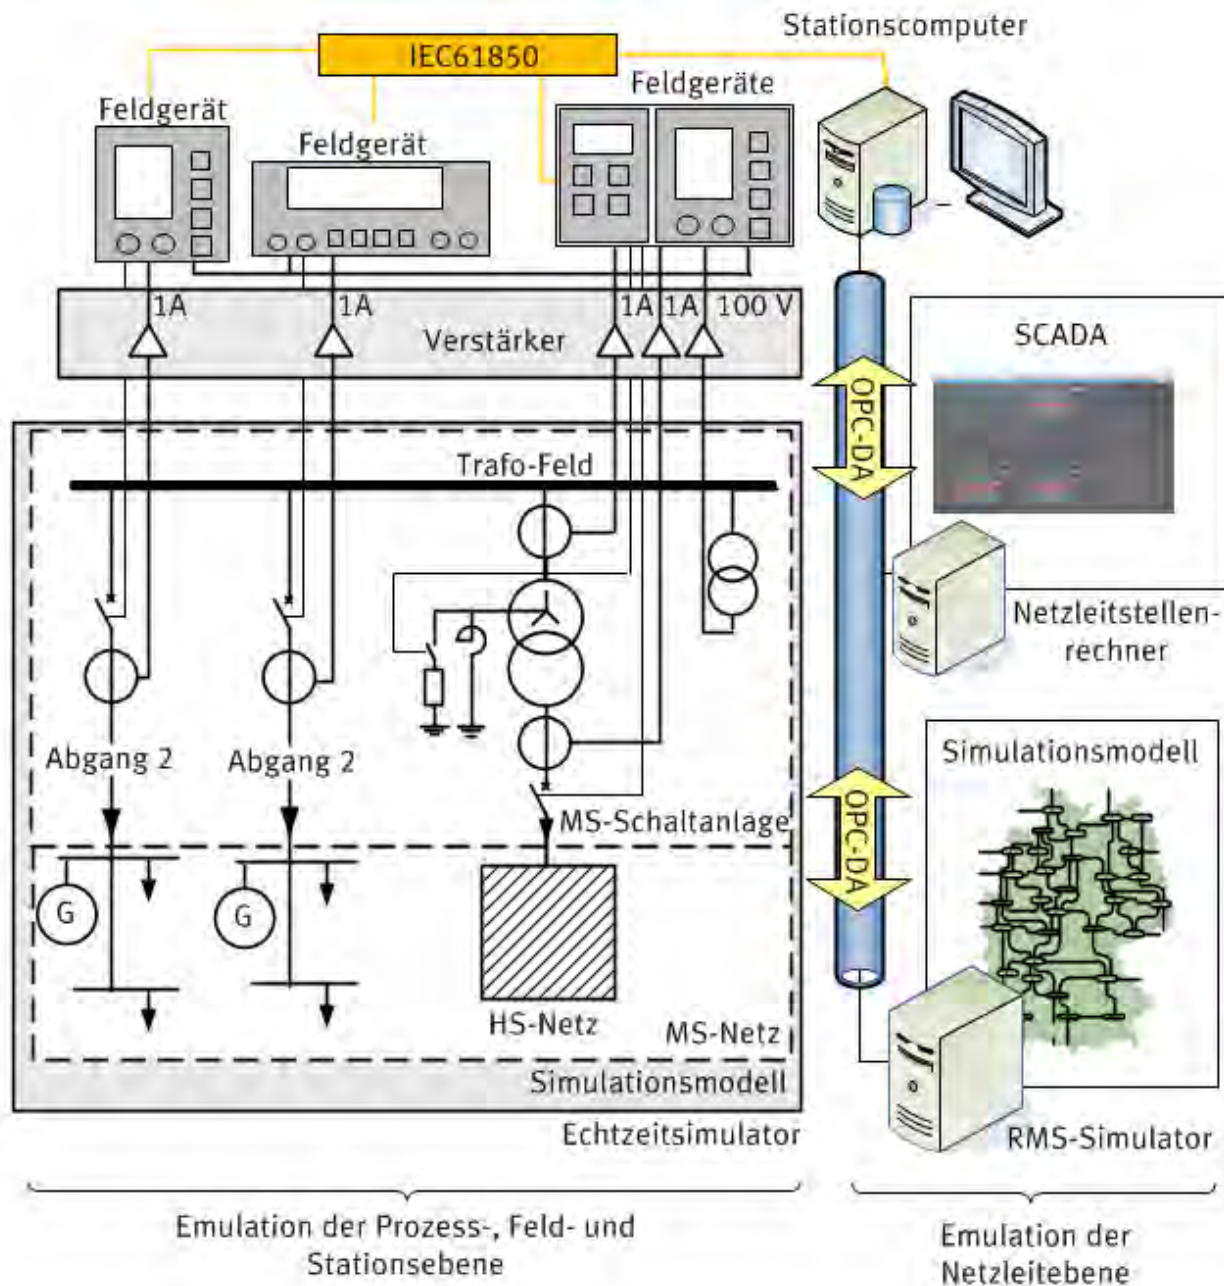 Stationscomputer
IEC61850
Feldgerät
Feldgerät
Feldgeräte
1A
1A
1A
1A
100 V
Verstärker
SCADA
OPC-DA
Trafo-Feld
Netzleitstellen-
rechner
Abgang 2
Abgang 2
MS-Schaltanlage
Simulationsmodell
OPC-DA
G
G
HS-Netz
MS-Netz
Simulationsmodell
Echtzeitsimulator
RMS-Simulator
Emulation der Prozess-, Feld- und
Stationsebene
Emulation der
Netzleitebene